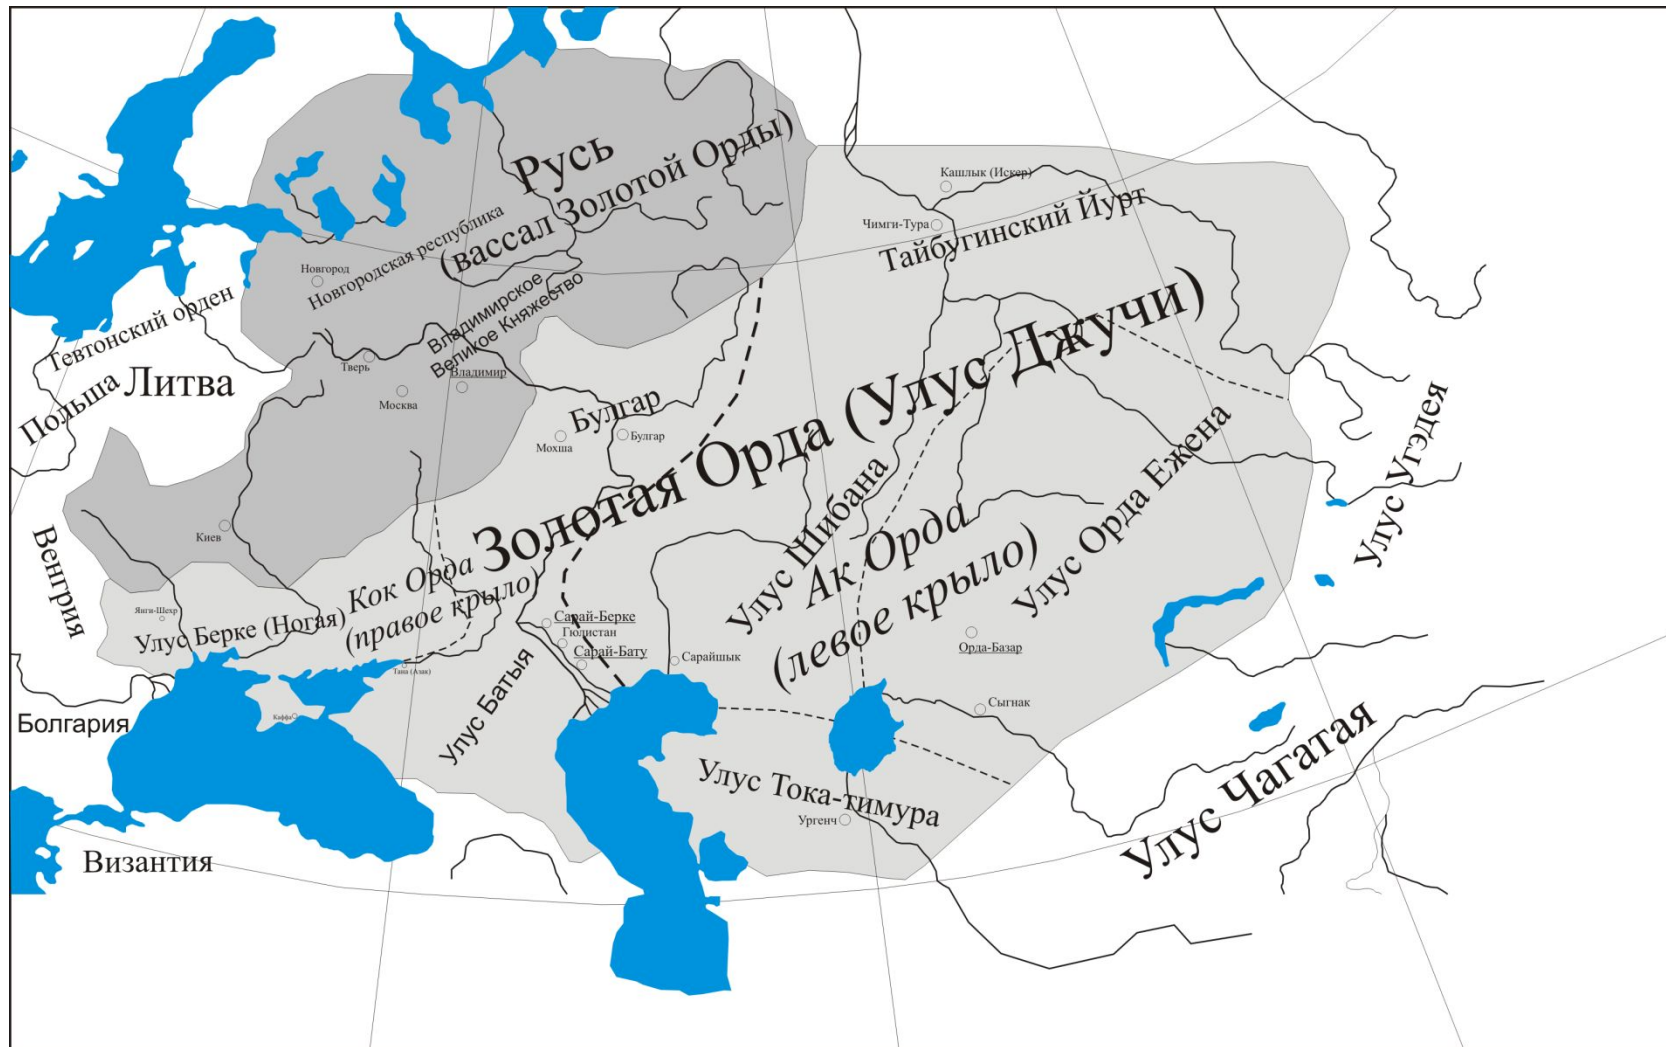 Русь
(вассал Золотой Орды)
Новгородская республика
Новгород
Владимирское
Великое Княжество
Тверь
Владимир
Москва
Тевтонский орден
Польша
Литва
Кашлык (Искер)
Чимги-Тура
Тайбугинский Йурт
Золотая Орда (Улус Джучи)
Булгар
Мохша
Булгар
Киев
Венгрия
Янги-Шехр
Улус Берке (Ногая)
Кок Орда
(правое крыло)
Тана (Азак)
Каффа
Сарай-Берке
Гюлистан
Сарай-Бату
Сарайшык
Улус Батыя
Улус Шибана
Ак Орда
(левое крыло)
Улус Орда Ежена
Орда-Базар
Сыгнак
Улус Угэдея
Улус Тока-тимура
Ургенч
Улус Чагатая
Болгария
Византия